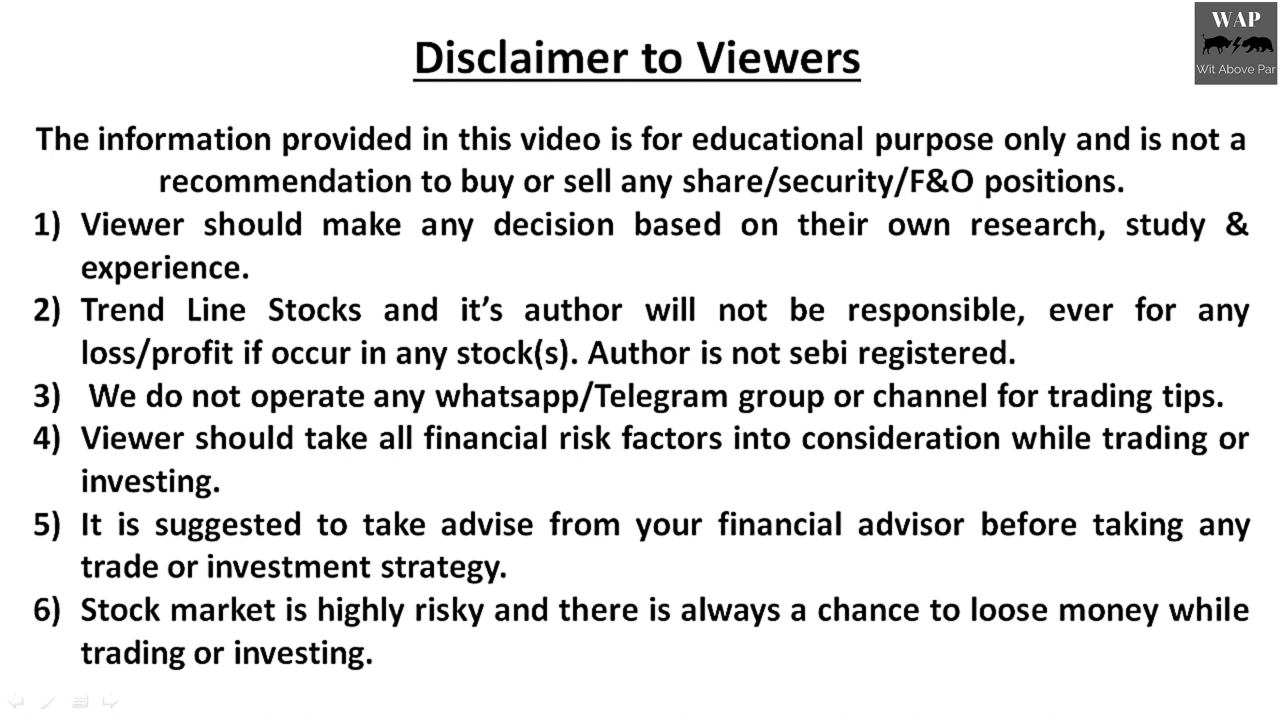 WAP
Wit Above Par
Disclaimer to Viewers
The information provided in this video is for educational purpose only and is not a
recommendation to buy or sell any share/security/F&O positions.
1) Viewer should make any decision based on their own research, study &
experience.
2) Trend Line Stocks and it’s author will not be responsible, ever for any
loss/profit if occur in any stock(s). Author is not sebi registered.
3) We do not operate any whatsapp/Telegram group or channel for trading tips.
4) Viewer should take all financial risk factors into consideration while trading or
investing.
5) It is suggested to take advise from your financial advisor before taking any
trade or investment strategy.
6) Stock market is highly risky and there is always a chance to loose money while
trading or investing.